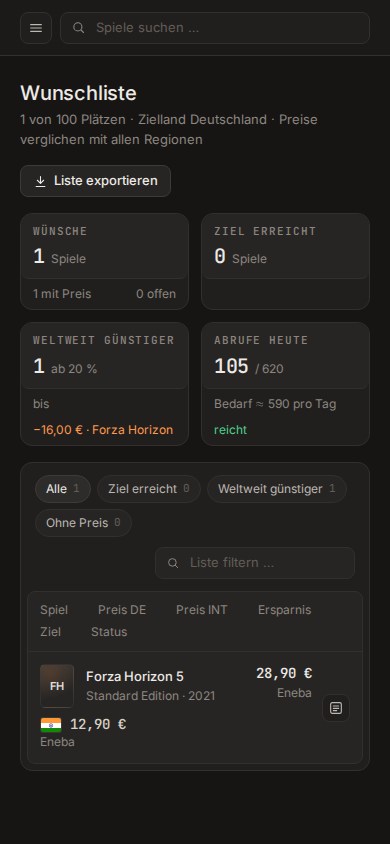 Spiele suchen ...
Wunschliste
1 von 100 Plätzen · Zielland Deutschland · Preise
verglichen mit allen Regionen
Liste exportieren
WÜNSCHE
1 Spiele
1 mit Preis 0 offen
ZIEL ERREICHT
0 Spiele
WELTWEIT GÜNSTIGER
1 ab 20 %
bis
−16,00 € · Forza Horizon
ABRUFE HEUTE
105 / 620
Bedarf ≈ 590 pro Tag
reicht
Alle 1 Ziel erreicht 0 Weltweit günstiger 1
Ohne Preis 0
Liste filtern ...
Spiel Preis DE Preis INT Ersparnis
Ziel Status
FH
Forza Horizon 5
Standard Edition · 2021
28,90 €
Eneba
12,90 €
Eneba